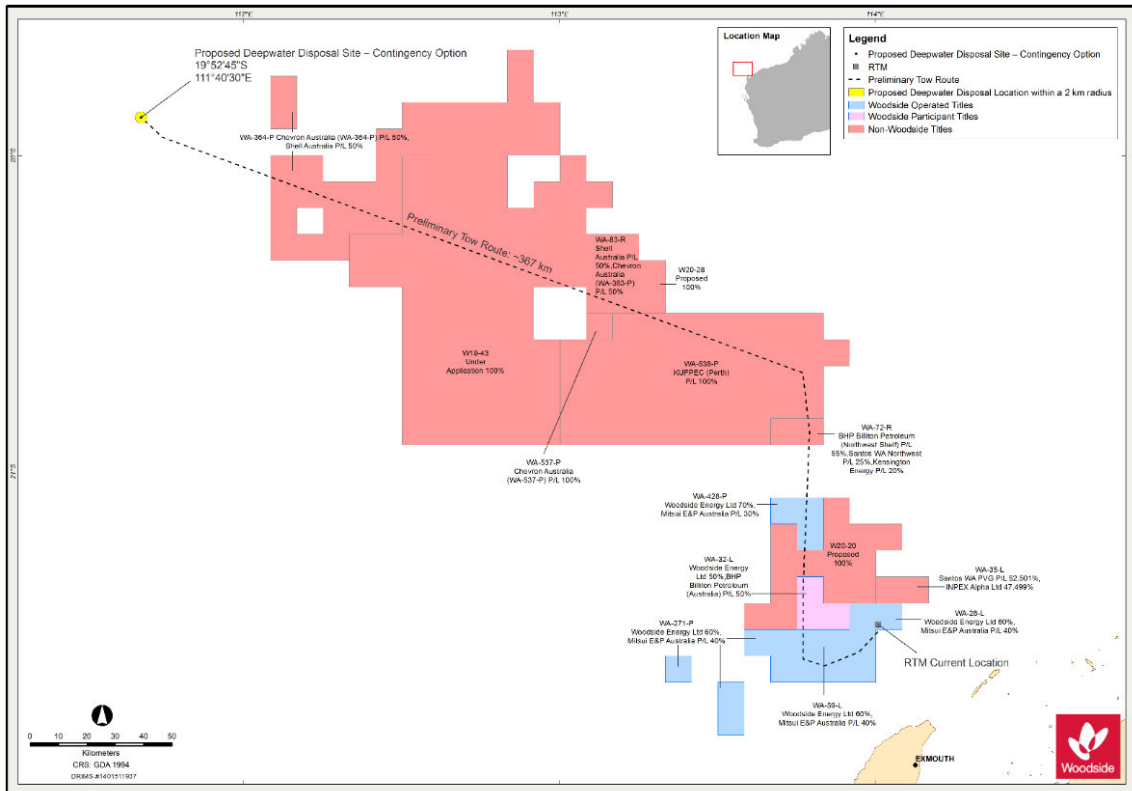 112°E
113°E
114°E
Proposed Deepwater Disposal Site – Contingency Option
19°52'45"S
111°40'30"E
Location Map
Legend
Proposed Deepwater Disposal Site – Contingency Option
RTM
Preliminary Tow Route
Proposed Deepwater Disposal Location within a 2 km radius
Woodside Operated Titles
Woodside Participant Titles
Non-Woodside Titles
WA-364-P Chevron Australia (WA-364-P) P/L 50%,
Shell Australia P/L 50%
20°S
Preliminary Tow Route: ~367 km
WA-83-R
Shell
Australia P/L
50%,Chevron
Australia
(WA-383-P)
P/L 50%
W20-28
Proposed
100%
W19-43
Under
Application 100%
WA-538-P
KUFPEC (Perth)
P/L 100%
WA-537-P
Chevron Australia
(WA-537-P) P/L 100%
WA-72-R
BHP Billiton Petroleum
(Northwest Shelf) P/L
55%,Santos WA Northwest
P/L 25%,Kensington
Energy P/L 20%
21°S
WA-428-P
Woodside Energy Ltd 70%,
Mitsui E&P Australia P/L 30%
W20-20
Proposed
100%
WA-32-L
Woodside Energy
Ltd 50%,BHP
Billiton Petroleum
(Australia) P/L 50%
WA-35-L
Santos WA PVG P/L 52.501%,
INPEX Alpha Ltd 47.499%
WA-28-L
Woodside Energy Ltd 60%,
Mitsui E&P Australia P/L 40%
WA-271-P
Woodside Energy Ltd 60%,
Mitsui E&P Australia P/L 40%
RTM Current Location
WA-59-L
Woodside Energy Ltd 60%,
Mitsui E&P Australia P/L 40%
0 10 20 30 40 50
Kilometers
CRS: GDA 1994
DRIMS #1401511937
EXMOUTH
Woodside